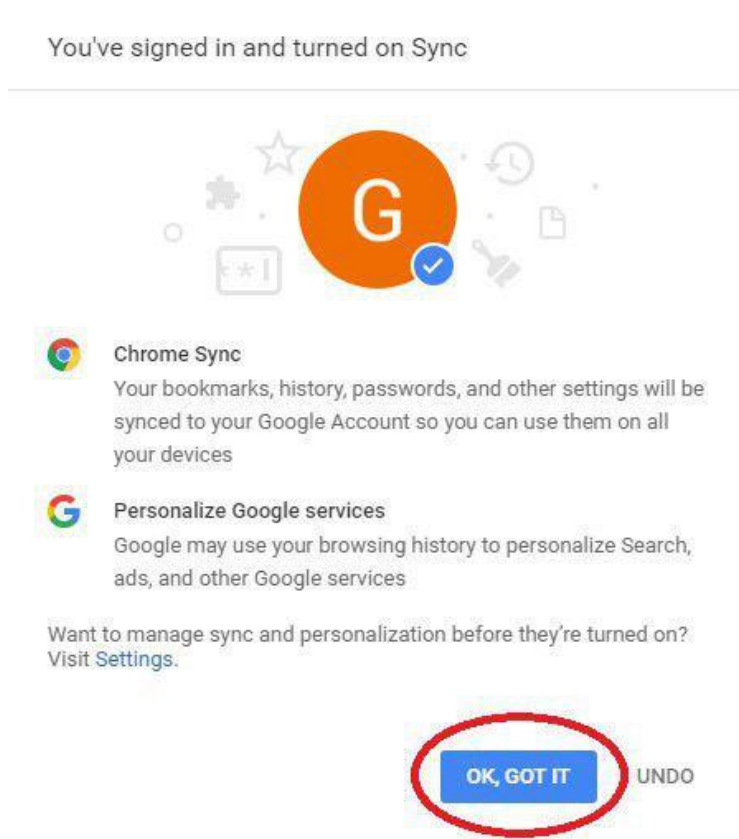 You've signed in and turned on Sync
G
**|
Chrome Sync
Your bookmarks, history, passwords, and other settings will be
synced to your Google Account so you can use them on all
your devices
Personalize Google services
Google may use your browsing history to personalize Search,
ads, and other Google services
Want to manage sync and personalization before they're turned on?
Visit Settings.
OK, GOT IT UNDO